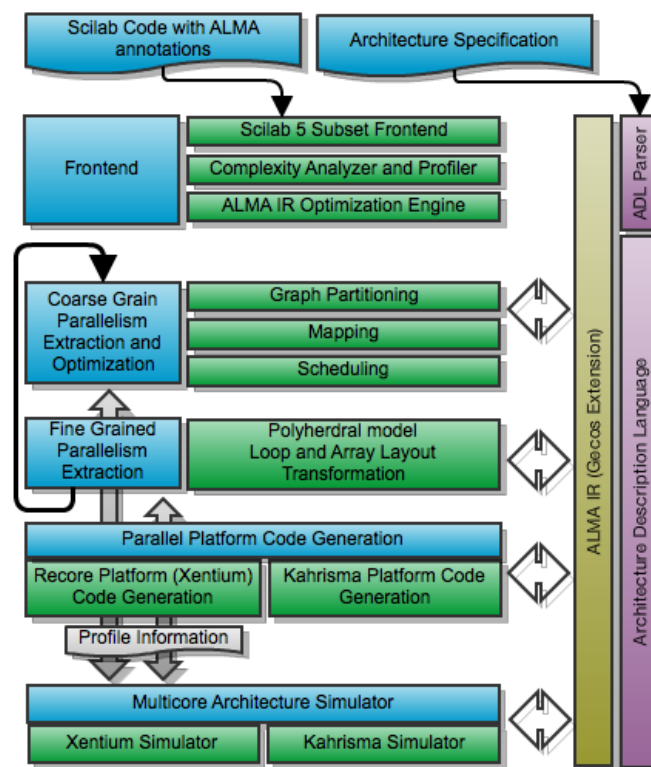 Scilab Code with ALMA
annotations
Architecture Specification
Frontend
Scilab 5 Subset Frontend
Complexity Analyzer and Profiler
ALMA IR Optimization Engine
ADL Parser
Coarse Grain
Parallelism
Extraction and
Optimization
Graph Partitioning
Mapping
Scheduling
Fine Grained
Parallelism
Extraction
Polyherdral model
Loop and Array Layout
Transformation
ALMA IR (Gecos Extension)
Architecture Description Language
Parallel Platform Code Generation
Recore Platform (Xentium)
Code Generation
Kahrisma Platform Code
Generation
Profile Information
Multicore Architecture Simulator
Xentium Simulator
Kahrisma Simulator